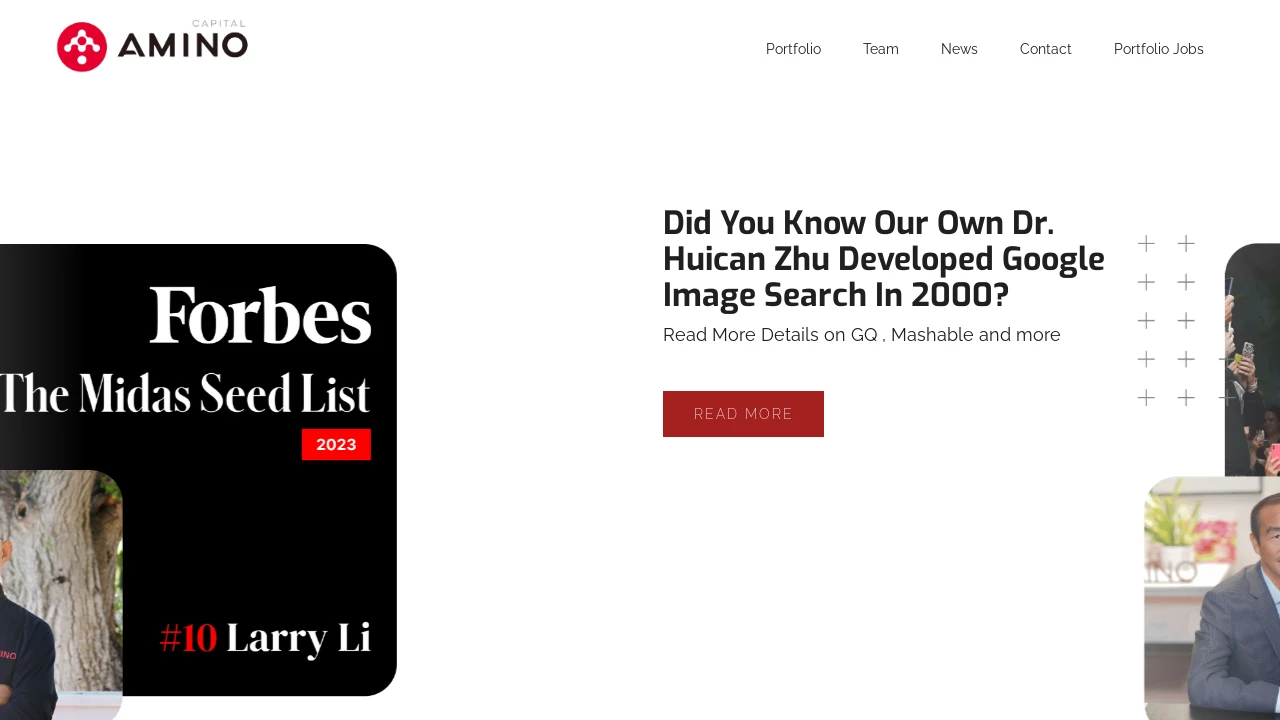 CAPITAL
AMINO
Portfolio
Team
News
Contact
Portfolio Jobs
Did You Know Our Own Dr.
Huican Zhu Developed Google
Image Search In 2000?
Read More Details on GQ , Mashable and more
READ MORE
Forbes
The Midas Seed List
2023
#10 Larry Li